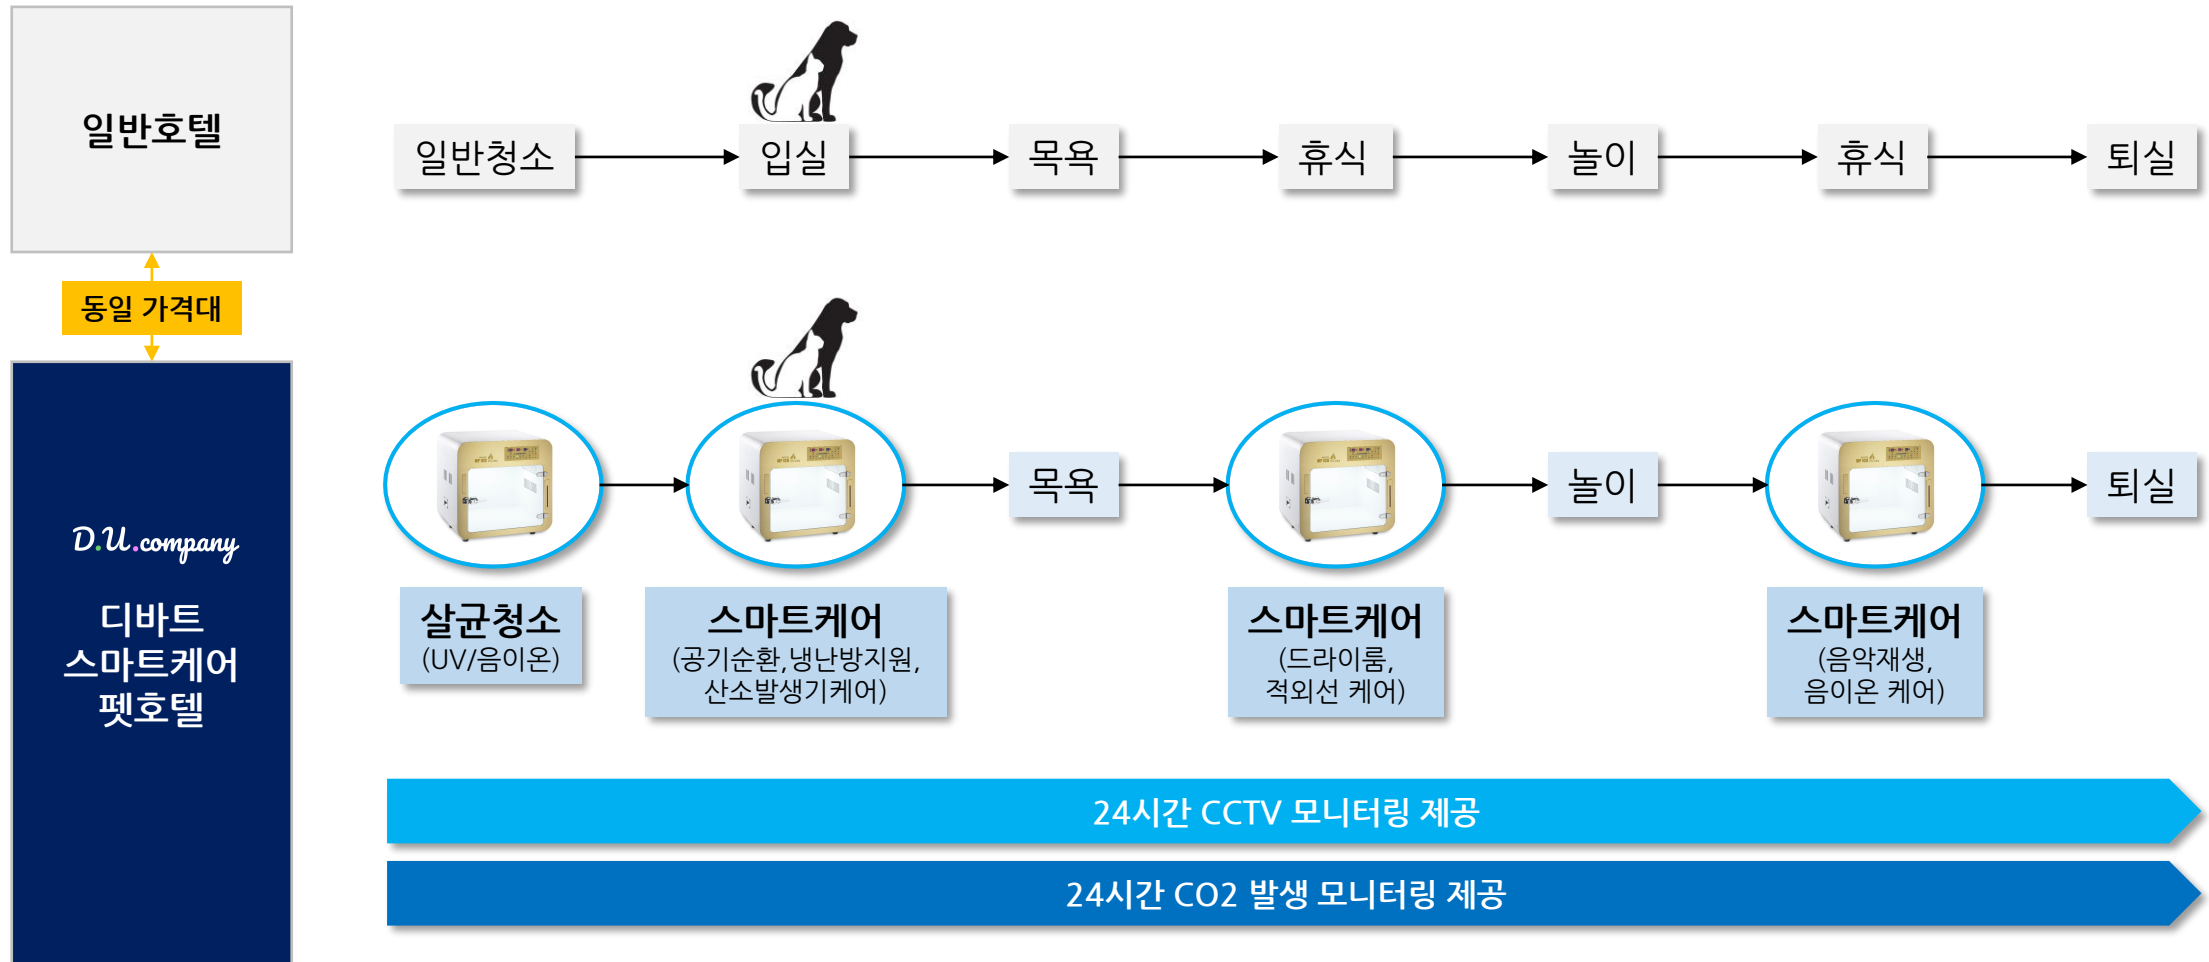 일반호텔
일반청소
입실
목욕
휴식
놀이
휴식
퇴실
동일 가격대
D.U.company
디바트
스마트케어
펫호텔
목욕
놀이
퇴실
살균청소
(UV/음이온)
스마트케어
(공기순환,냉난방지원,
산소발생기케어)
스마트케어
(드라이룸,
적외선 케어)
스마트케어
(음악재생,
음이온 케어)
24시간 CCTV 모니터링 제공
24시간 CO2 발생 모니터링 제공